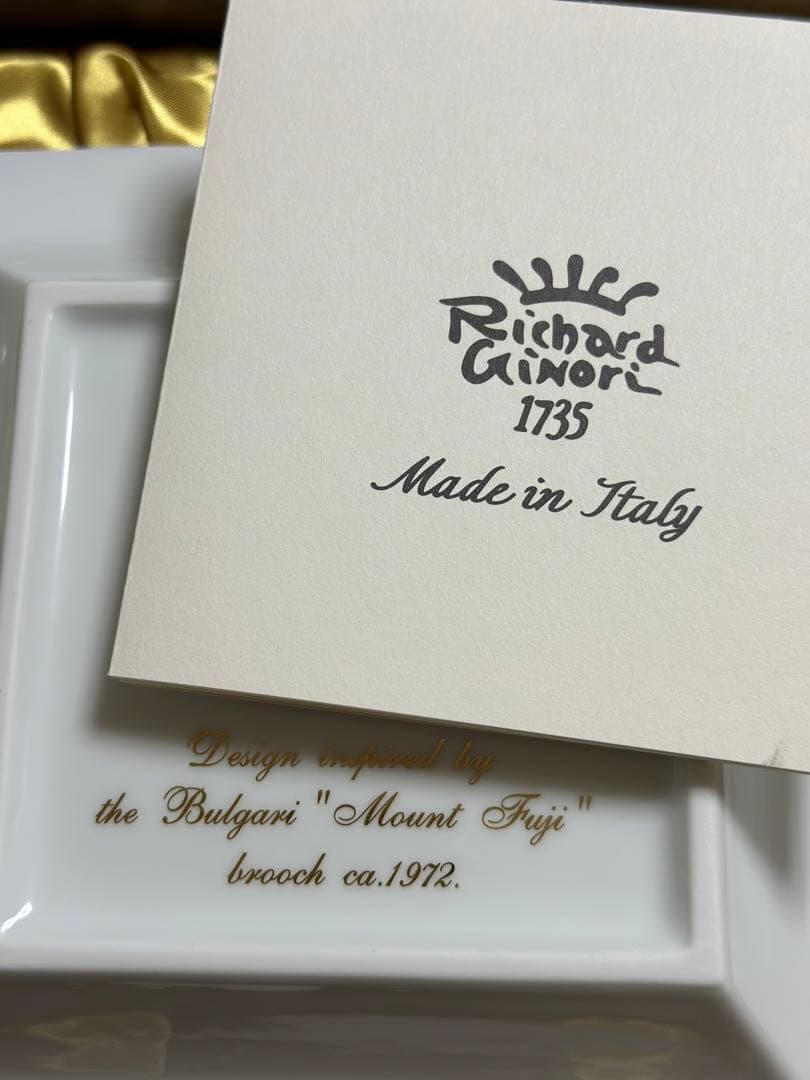 Richard
Ginori
1735
Made in Italy
Design inspired by
the Bulgari "Mount Fuji"
brooch ca.1972.